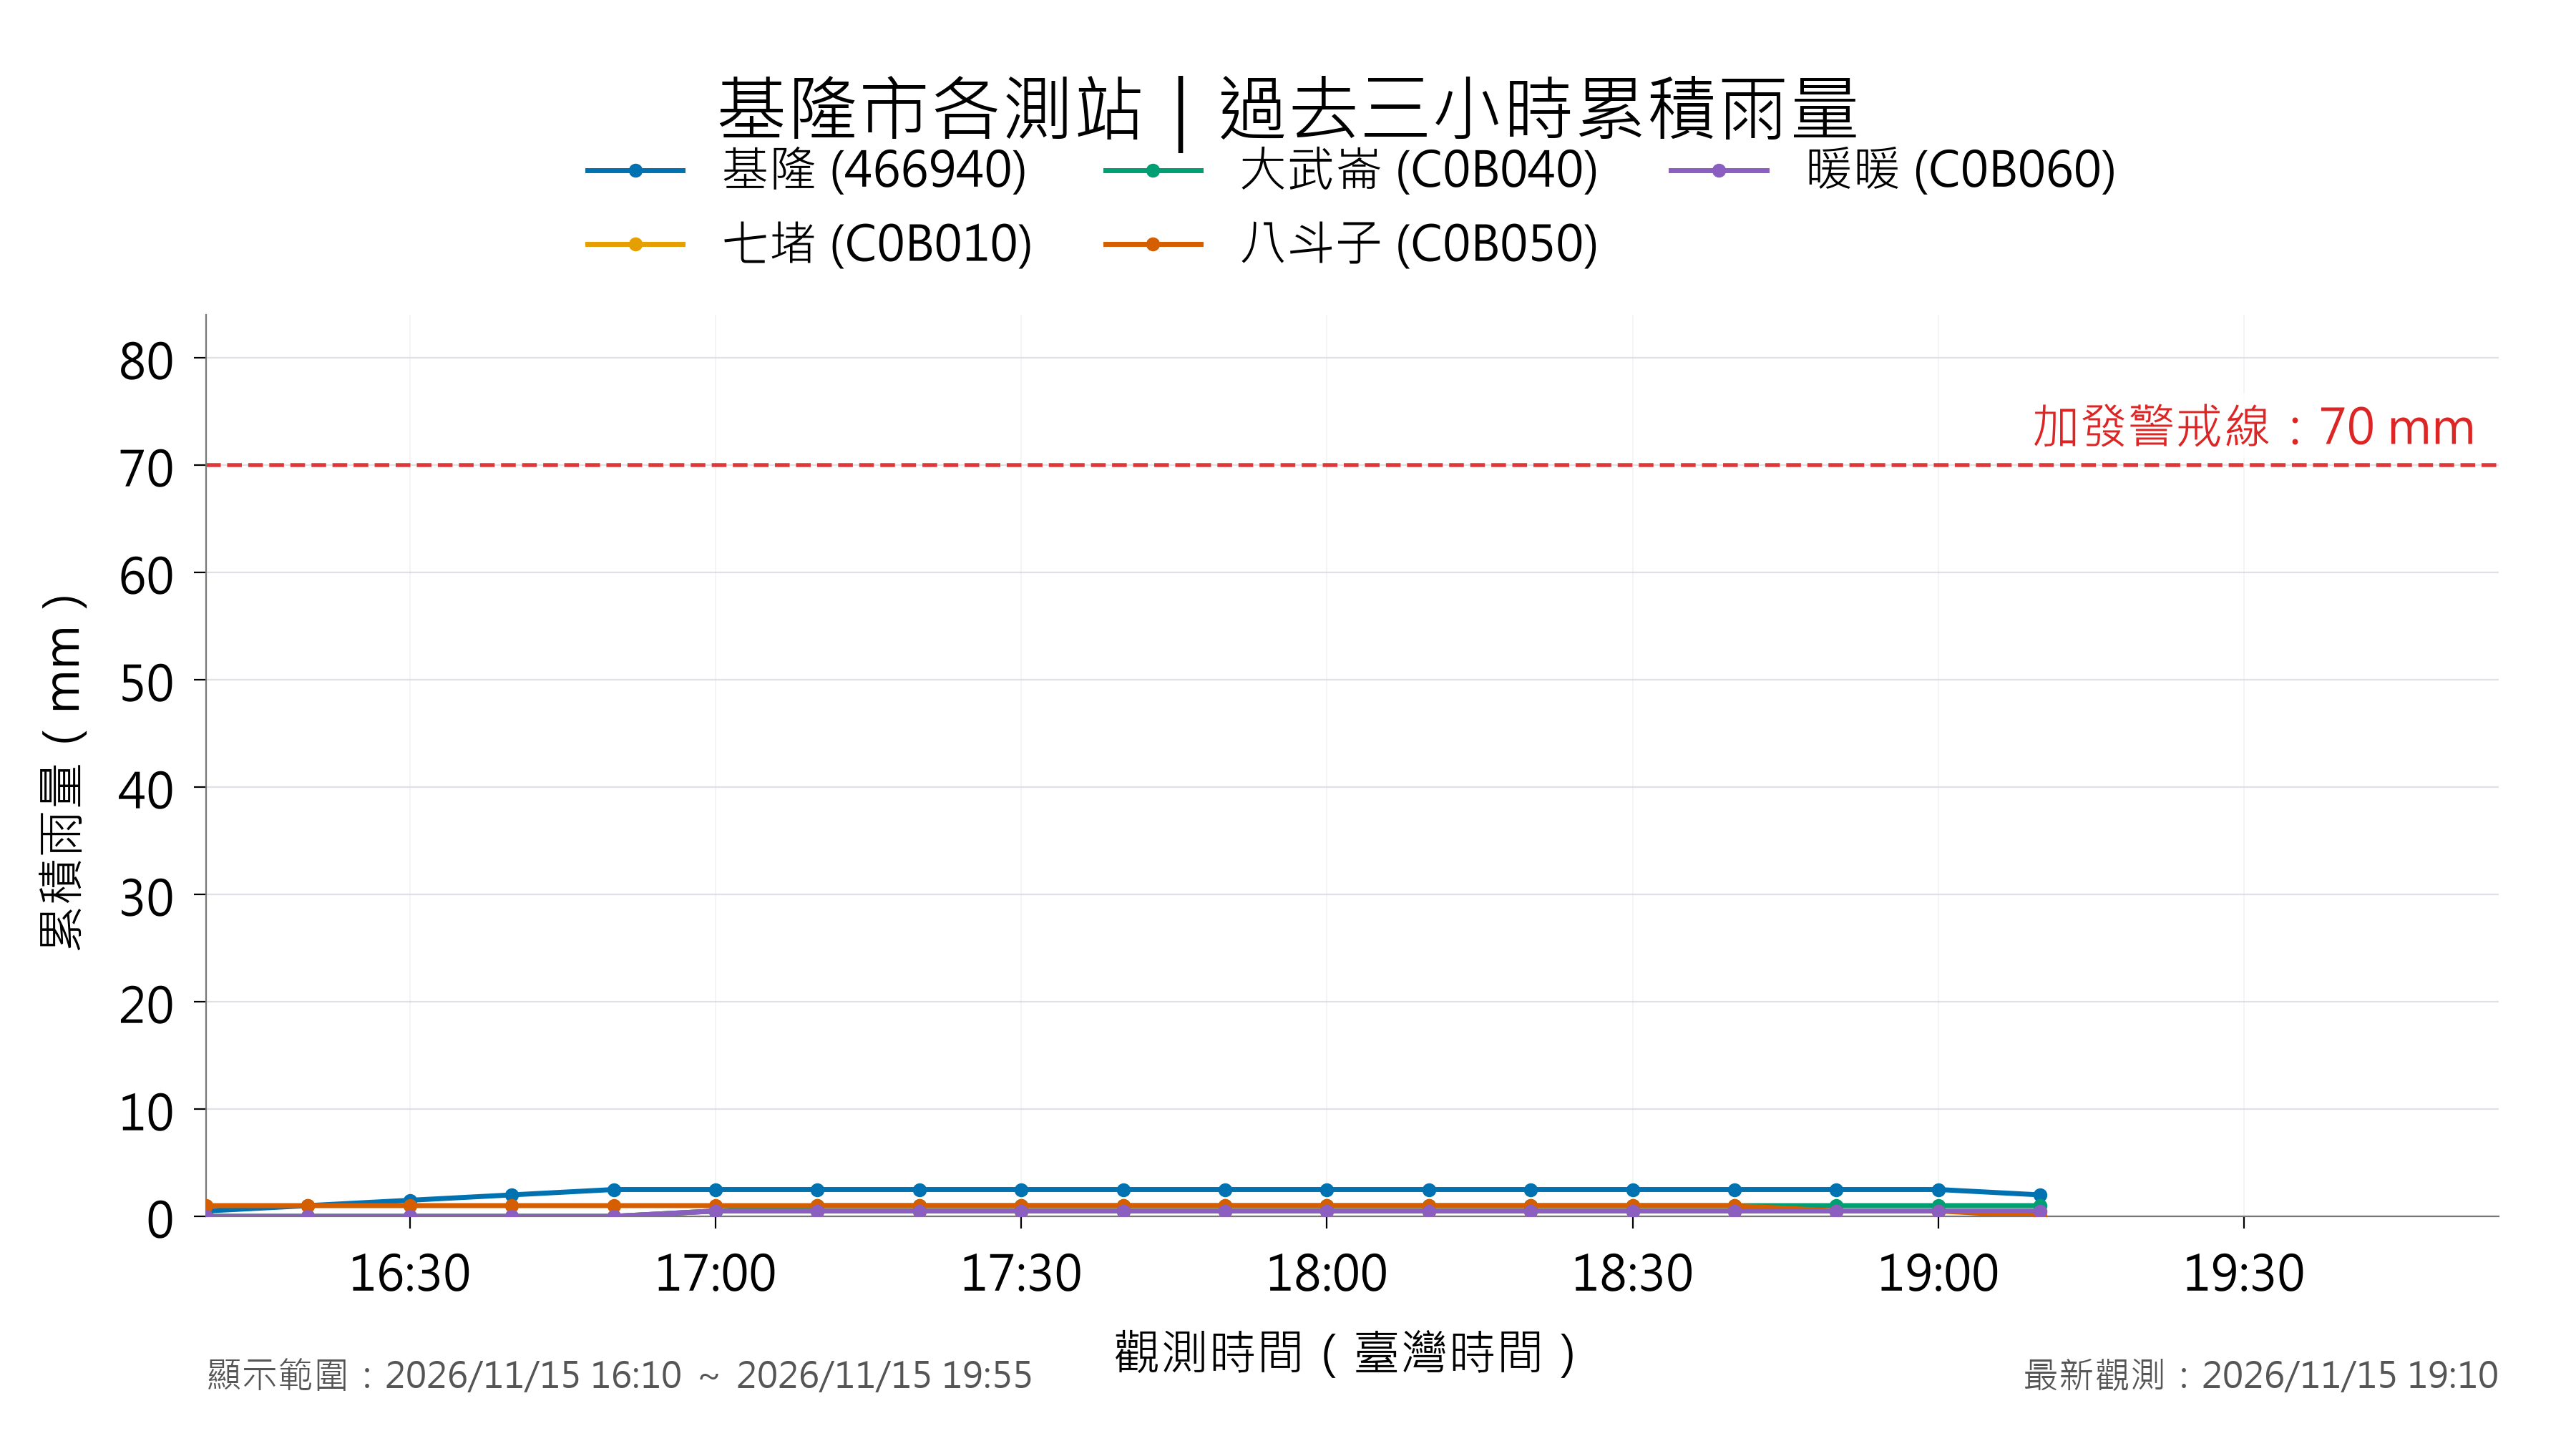 基隆市各測站｜過去三小時累積雨量
基隆 (466940)
大武崙 (C0B040)
暖暖 (C0B060)
七堵 (C0B010)
八斗子 (C0B050)
加發警戒線：70 mm
80
70
60
50
40
30
20
10
0
累積雨量（mm）
16:30
17:00
17:30
18:00
18:30
19:00
19:30
觀測時間（臺灣時間）
顯示範圍：2026/11/15 16:10 ~ 2026/11/15 19:55
最新觀測：2026/11/15 19:10